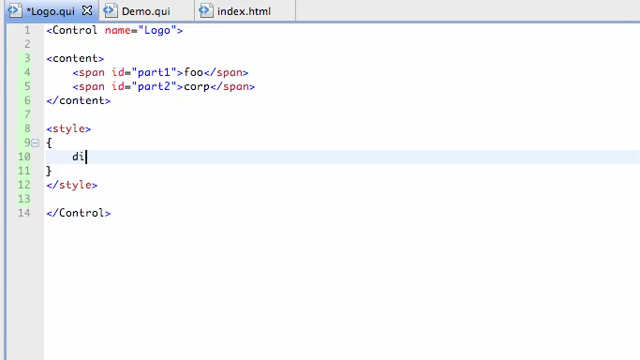 *Logo.qui Demo.qui index.html
1 <Control name="Logo">
2
3 <content>
4 <span id="part1">foo</span>
5 <span id="part2">corp</span>
6 </content>
7
8 <style>
9 {
10 di
11 }
12 </style>
13
14 </Control>